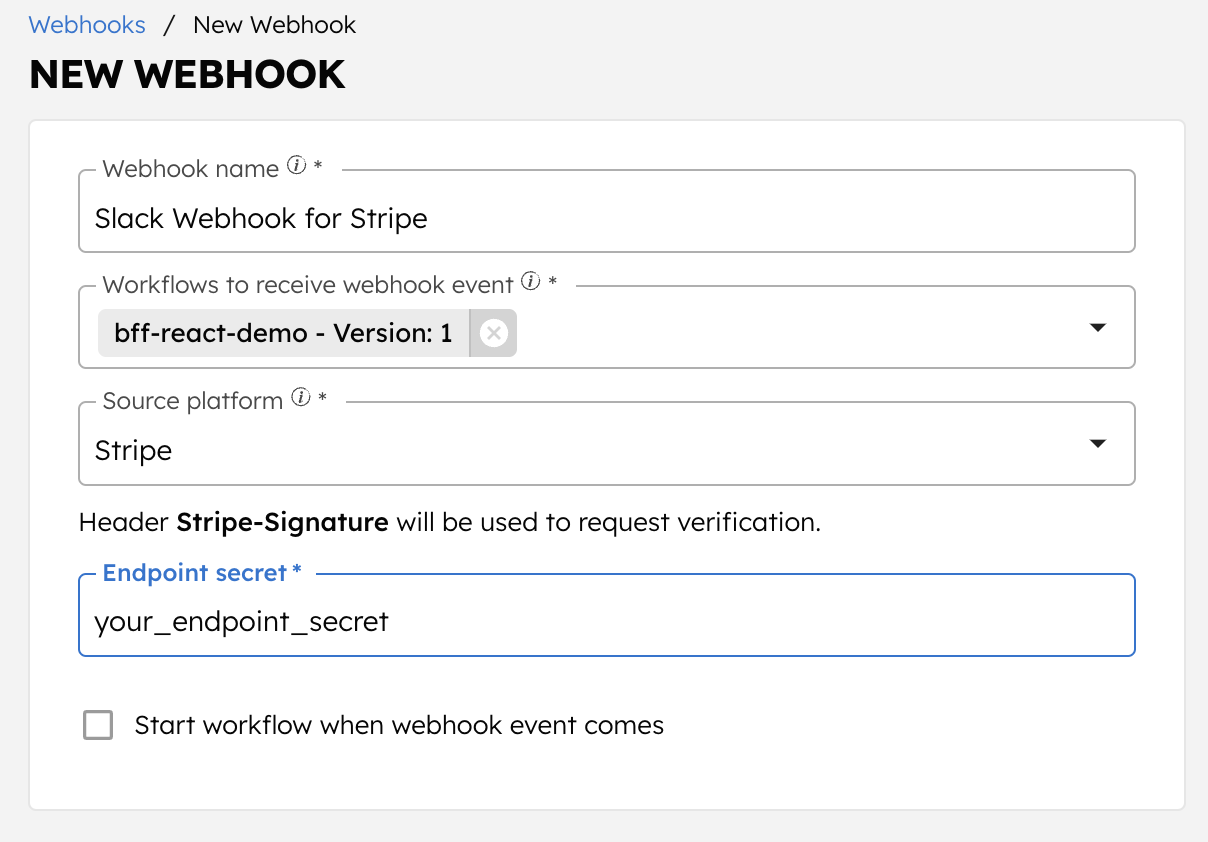 Webhooks / New Webhook
NEW WEBHOOK
Webhook name ⓘ *
Slack Webhook for Stripe
Workflows to receive webhook event ⓘ *
bff-react-demo - Version: 1
Source platform ⓘ *
Stripe
Header Stripe-Signature will be used to request verification.
Endpoint secret *
your_endpoint_secret
Start workflow when webhook event comes